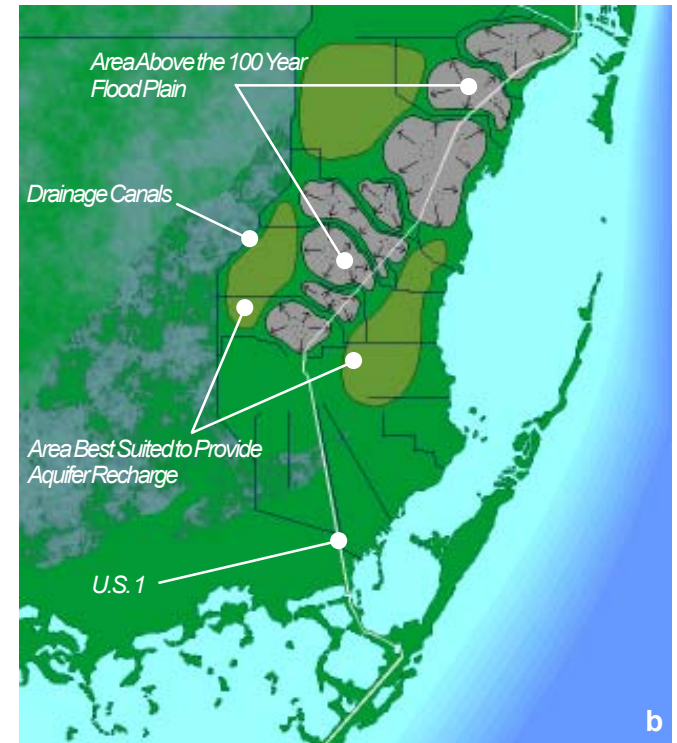 Area Above the 100 Year
Flood Plain
Drainage Canals
Area Best Suited to Provide
Aquifer Recharge
U.S. 1
b